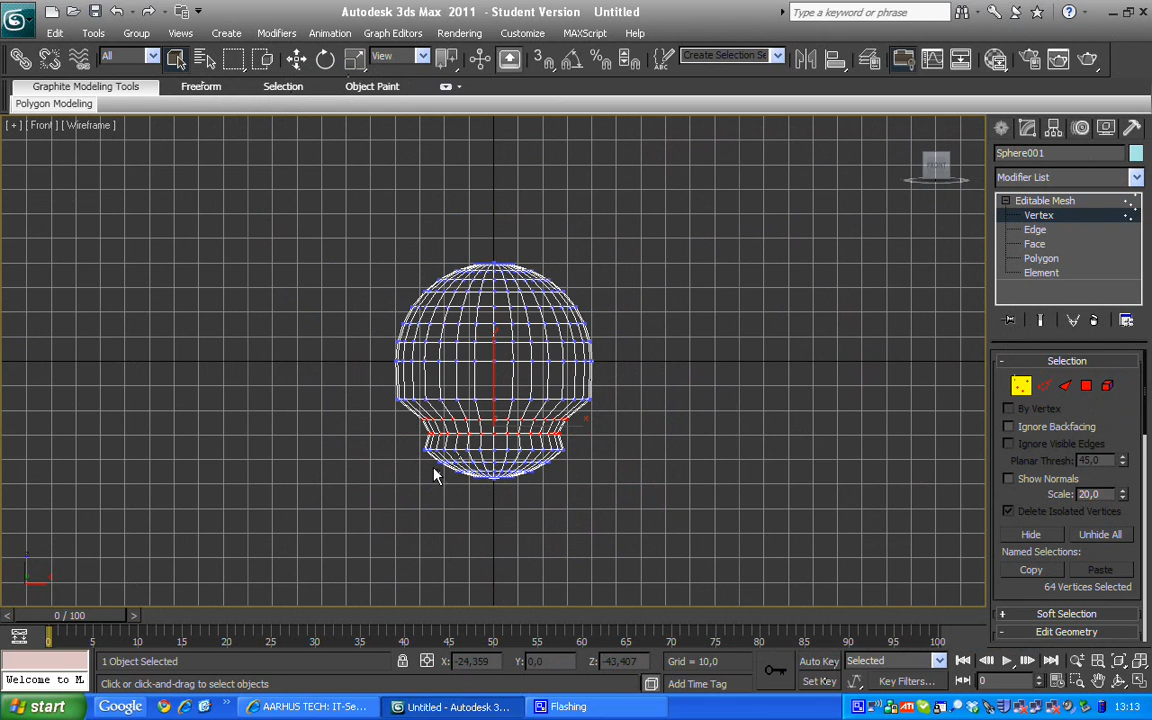 Autodesk 3ds Max 2011 - Student Version Untitled
Type a keyword or phrase
Edit Tools Group Views Create Modifiers Animation Graph Editors Rendering Customize MAXScript Help
All View Create Selection Se
Graphite Modeling Tools Freeform Selection Object Paint
Polygon Modeling
[ + ] [ Front ] [ Wireframe ]
FRONT
Sphere001
Modifier List
Editable Mesh
Vertex
Edge
Face
Polygon
Element
- Selection
By Vertex
Ignore Backfacing
Ignore Visible Edges
Planar Thresh: 45,0
Show Normals
Scale: 20,0
Delete Isolated Vertices
Hide Unhide All
Named Selections:
Copy Paste
64 Vertices Selected
+ Soft Selection
- Edit Geometry
< 0 / 100 >
0 5 10 15 20 25 30 35 40 45 50 55 60 65 70 75 80 85 90 95 100
1 Object Selected X: -24,359 Y: 0,0 Z: -43,407 Grid = 10,0 Auto Key Selected
Welcome to M. Click or click-and-drag to select objects Add Time Tag Set Key Key Filters... 0
start Google » AARHUS TECH: IT-Se... Untitled - Autodesk 3... Flashing 13:13